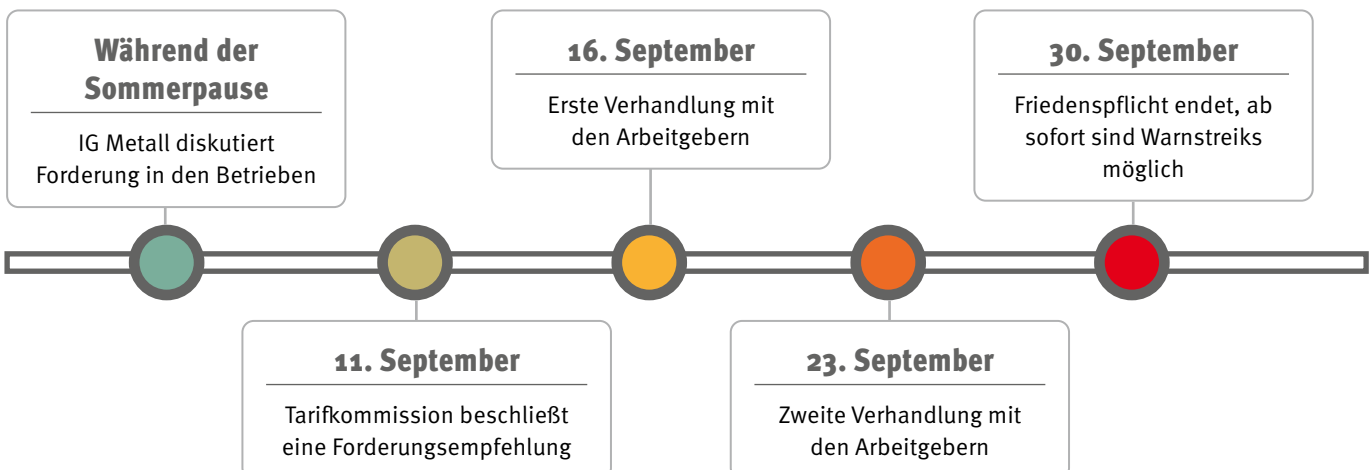 Während der
Sommerpause
IG Metall diskutiert
Forderung in den Betrieben
11. September
Tarifkommission beschließt
eine Forderungsempfehlung
16. September
Erste Verhandlung mit
den Arbeitgebern
23. September
Zweite Verhandlung mit
den Arbeitgebern
30. September
Friedenspflicht endet, ab
sofort sind Warnstreiks
möglich